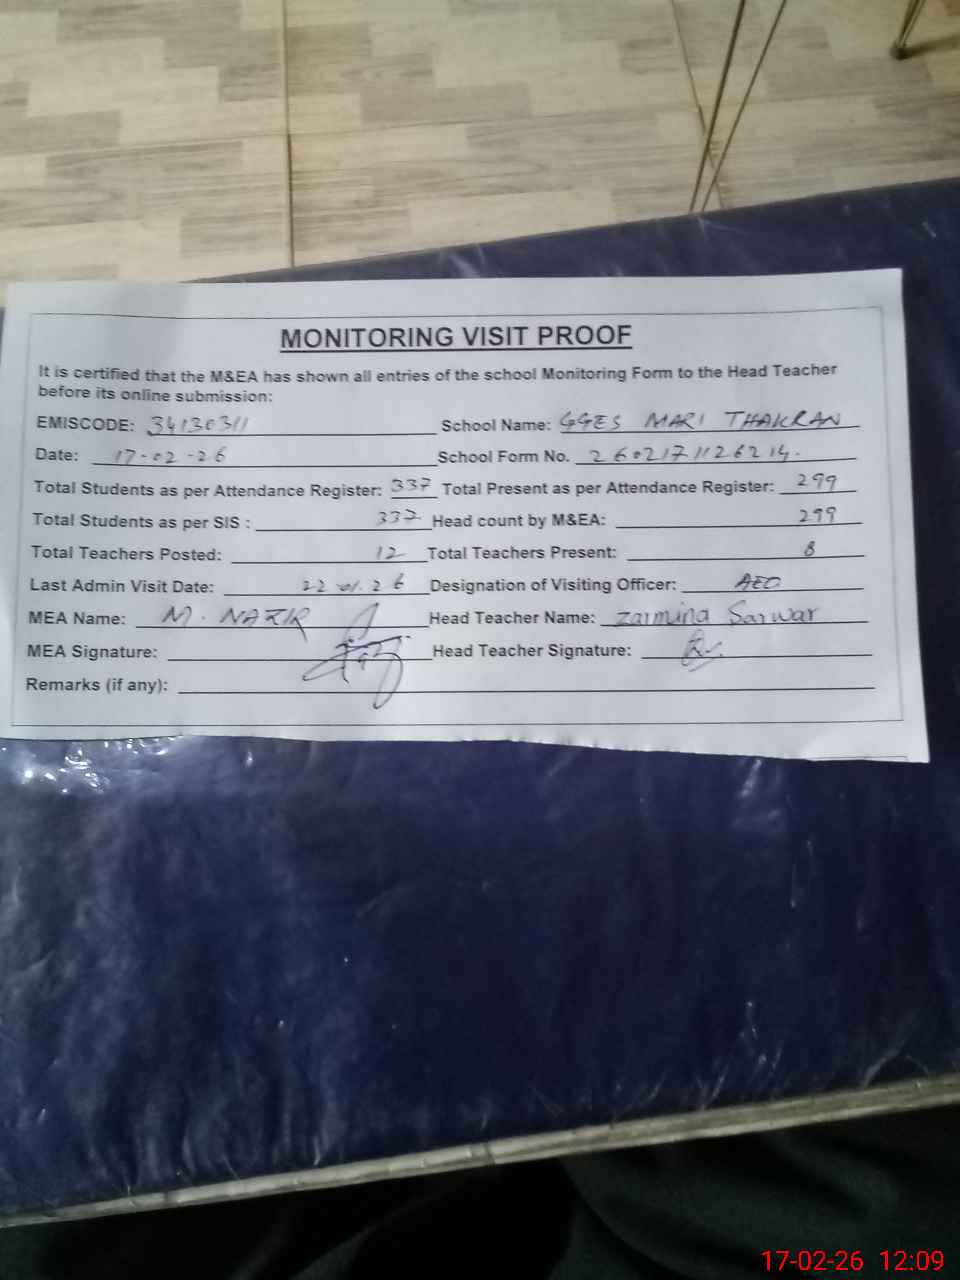 MONITORING VISIT PROOF
It is certified that the M&EA has shown all entries of the school Monitoring Form to the Head Teacher
before its online submission:
EMISCODE: 34130311 School Name: GGES MARI THAKRAN
Date: 17-02-26 School Form No. 2602171126214.
Total Students as per Attendance Register: 337 Total Present as per Attendance Register: 299
Total Students as per SIS : 337 Head count by M&EA: 299
Total Teachers Posted: 12 Total Teachers Present: 8
Last Admin Visit Date: 22.01.26 Designation of Visiting Officer: AEO
MEA Name: M. NAZIR Head Teacher Name: Zarmina Sarwar
MEA Signature: Head Teacher Signature:
Remarks (if any):
17-02-26 12:09